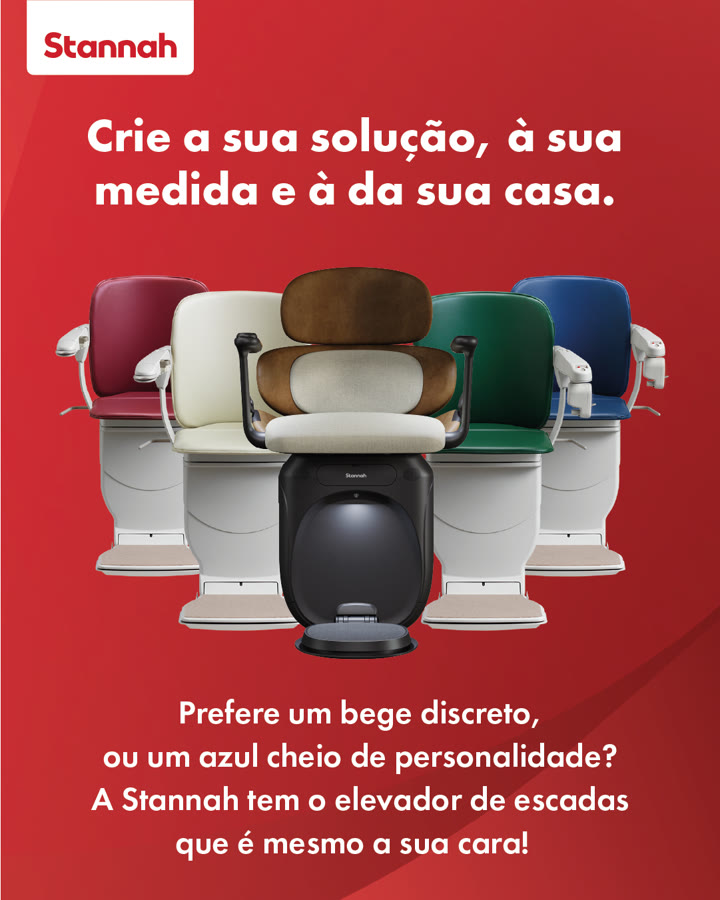 Stannah
Crie a sua solução, à sua
medida e à da sua casa.
Stannah
Prefere um bege discreto,
ou um azul cheio de personalidade?
A Stannah tem o elevador de escadas
que é mesmo a sua cara!